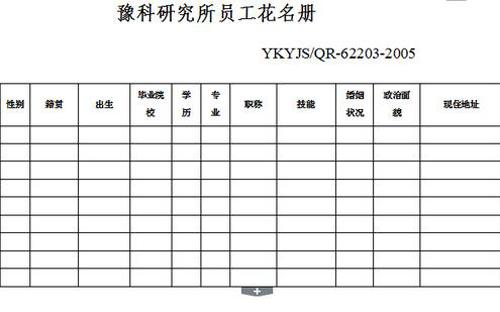 豫科研究所员工花名册
YKYJS/QR-62203-2005
性别 籍贯 出生 毕业院校 学历 专业 职称 技能 婚姻状况 政治面貌 现住地址